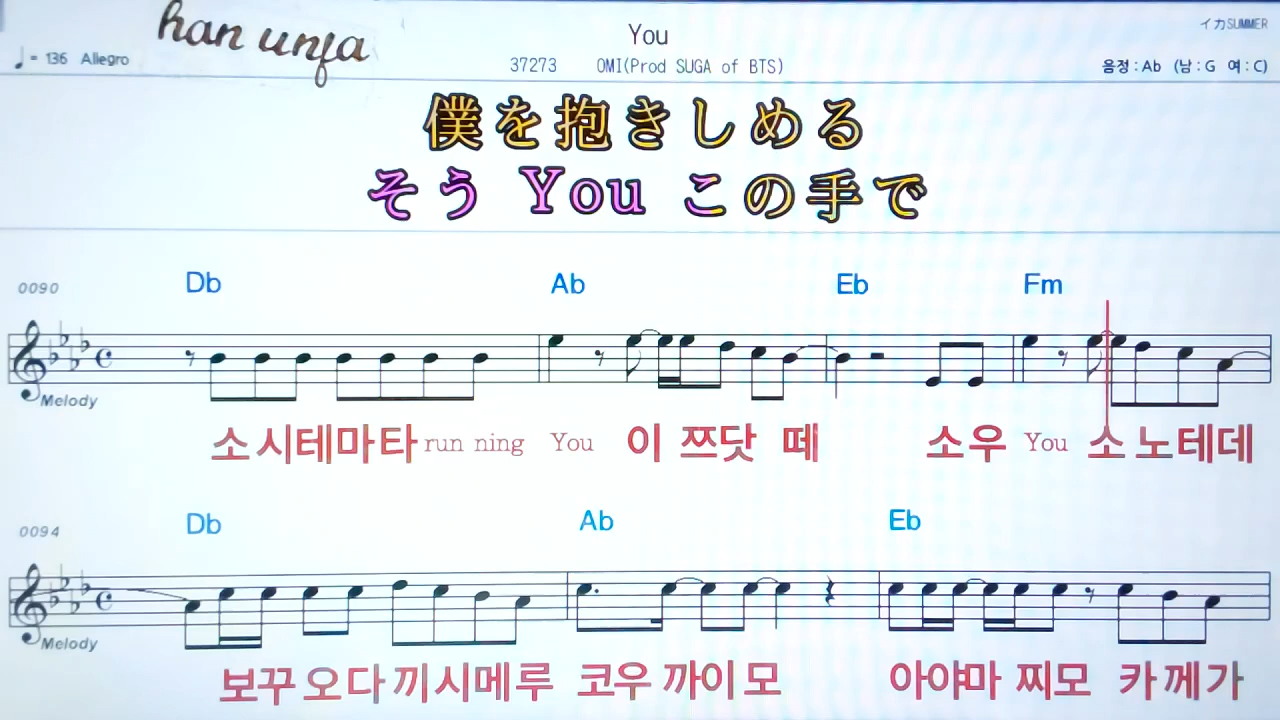 han unja
You
イカSUMMER
♩= 136 Allegro
37273 OMI(Prod SUGA of BTS)
음정:Ab (남:G 여:C)
僕を抱きしめる
そう You この手で
0090 Db Ab Eb Fm
Melody
소시테마타 run ning You 이 쯔닷 떼 소우 You 소 노테데
0094 Db Ab Eb
Melody
보꾸오다끼시메루 코우 까이모 아야마 찌모 카께가